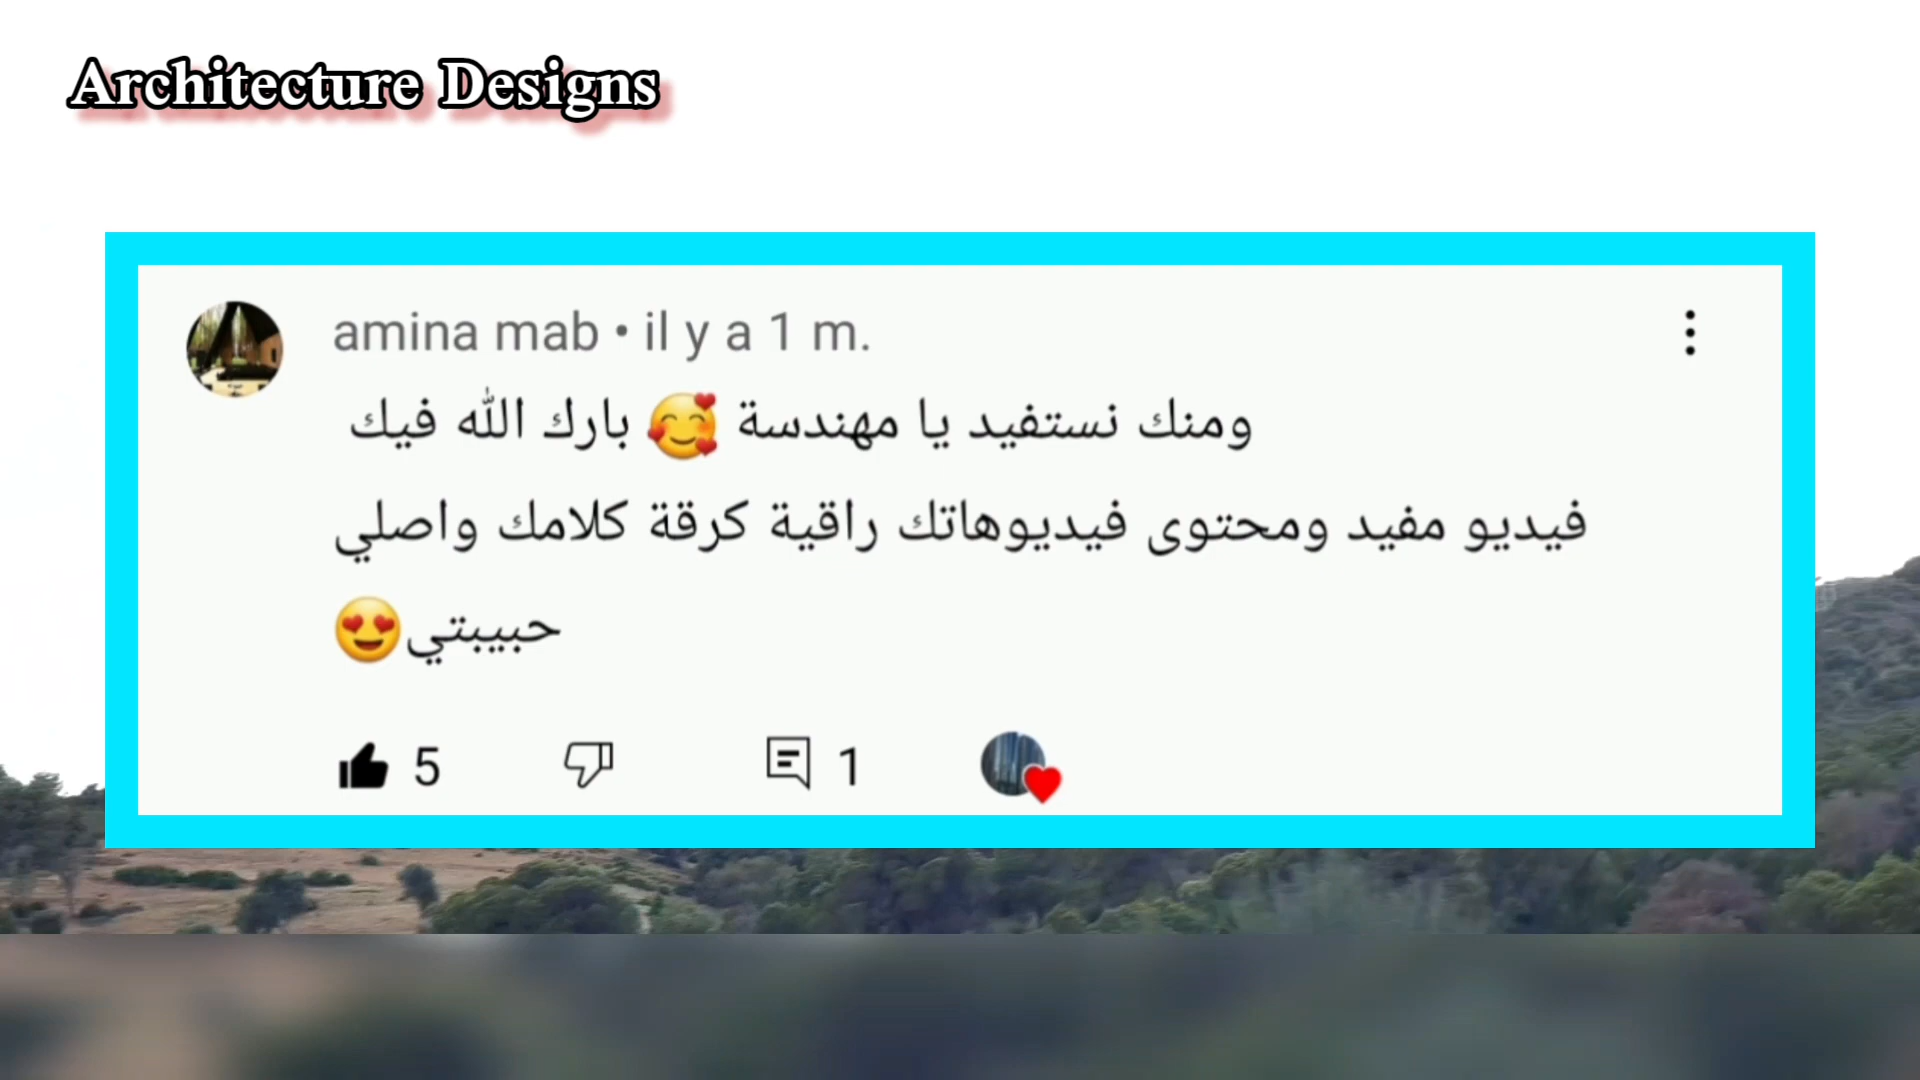 Architecture Designs
amina mab • il y a 1 m.
ومنك نستفيد يا مهندسة 🥰 بارك الله فيك
فيديو مفيد ومحتوى فيديوهاتك راقية كرقة كلامك واصلي
حبيبتي😍
5 1